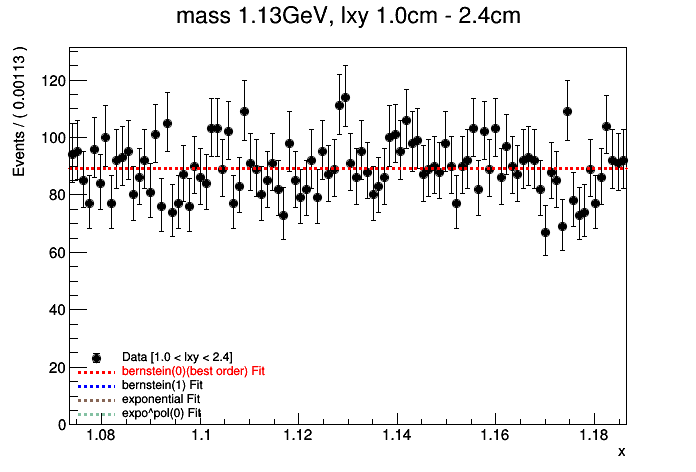 mass 1.13GeV, lxy 1.0cm - 2.4cm
Events / ( 0.00113 )
120
100
80
60
40
20
0
Data [1.0 < lxy < 2.4]
bernstein(0)(best order) Fit
bernstein(1) Fit
exponential Fit
expo^pol(0) Fit
1.08 1.1 1.12 1.14 1.16 1.18
x